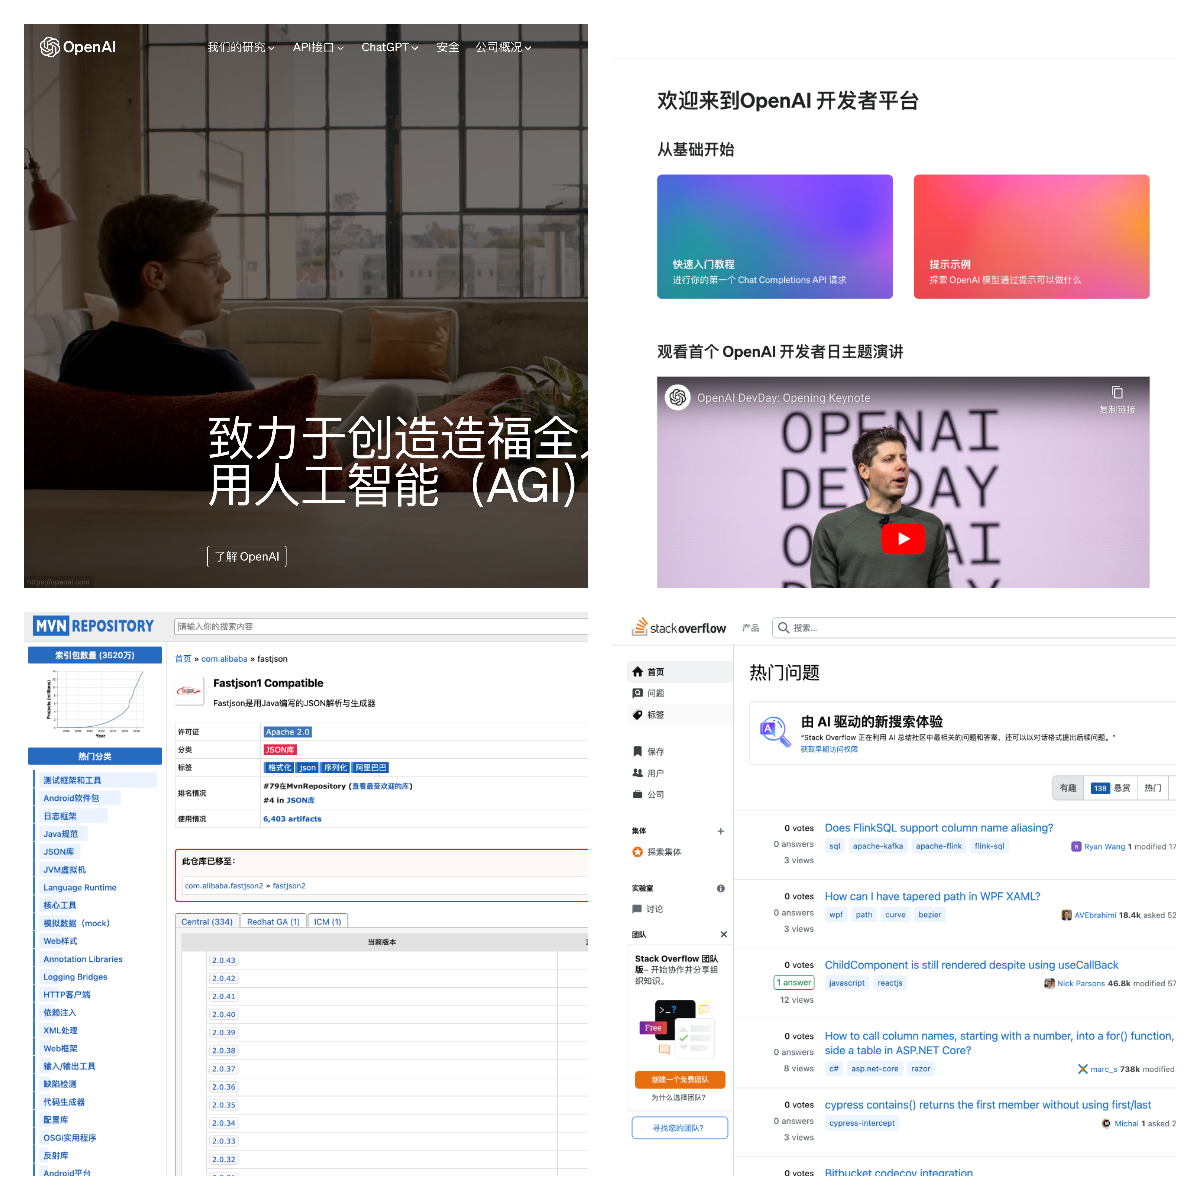 OpenAI
我们的研究
API接口
ChatGPT
安全
公司概况
致力于创造造福全
用人工智能（AGI）
了解 OpenAI
https://openai.com
欢迎来到OpenAI 开发者平台
从基础开始
快速入门教程
进行你的第一个 Chat Completions API 请求
提示示例
探索 OpenAI 模型通过提示可以做什么
观看首个 OpenAI 开发者日主题演讲
OpenAI DevDay: Opening Keynote
复制链接
OPENAI
DEVDAY
MVN REPOSITORY
请输入你的搜索内容
索引包数量 (3520万)
Projects (millions)
Year
热门分类
测试框架和工具
Android软件包
日志框架
Java规范
JSON库
JVM虚拟机
Language Runtime
核心工具
模拟数据（mock）
Web样式
Annotation Libraries
Logging Bridges
HTTP客户端
依赖注入
XML处理
Web框架
输入/输出工具
缺陷检测
代码生成器
配置库
OSGi实用程序
反射库
Android平台
首页 » com.alibaba » fastjson
Fastjson1 Compatible
Fastjson是用Java编写的JSON解析与生成器
许可证 Apache 2.0
分类 JSON库
标签 格式化 json 序列化 阿里巴巴
排名情况 #79在MvnRepository (查看最受欢迎的库)
#4 in JSON库
使用情况 6,403 artifacts
此仓库已移至：
com.alibaba.fastjson2 » fastjson2
Central (334) Redhat GA (1) ICM (1)
当前版本
2.0.43
2.0.42
2.0.41
2.0.40
2.0.39
2.0.38
2.0.37
2.0.36
2.0.35
2.0.34
2.0.33
2.0.32
stackoverflow
产品
搜索...
首页
问题
标签
保存
用户
公司
集体
探索集体
实验室
讨论
团队
Stack Overflow 团队
版– 开始协作并分享组
织知识。
>_?
Free
创建一个免费团队
为什么选择团队?
寻找您的团队?
热门问题
由 AI 驱动的新搜索体验
“Stack Overflow 正在利用 AI 总结社区中最相关的问题和答案，还可以以对话格式提出后续问题。”
获取早期访问权限
有趣 138 悬赏 热门
0 votes
0 answers
3 views
Does FlinkSQL support column name aliasing?
sql apache-kafka apache-flink flink-sql
Ryan Wang 1 modified 17
0 votes
0 answers
3 views
How can I have tapered path in WPF XAML?
wpf path curve bezier
AVEbrahimi 18.4k asked 52
0 votes
1 answer
12 views
ChildComponent is still rendered despite using useCallBack
javascript reactjs
Nick Parsons 46.8k modified 57
0 votes
0 answers
8 views
How to call column names, starting with a number, into a for() function,
side a table in ASP.NET Core?
c# asp.net-core razor
marc_s 738k modified
0 votes
0 answers
3 views
cypress contains() returns the first member without using first/last
cypress-intercept
Michal 1 asked 2
0 votes
Bitbucket codecov integration